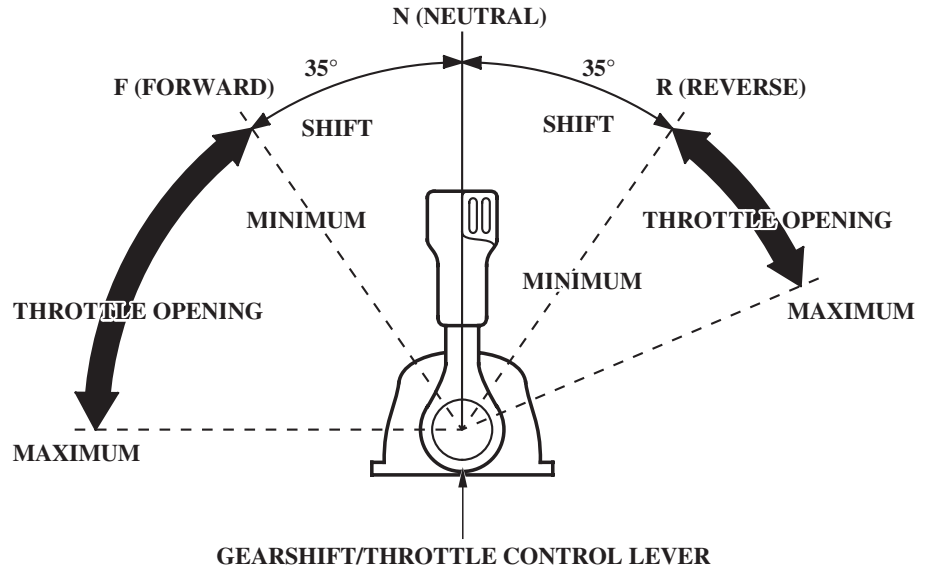 N (NEUTRAL)
35°
35°
F (FORWARD)
R (REVERSE)
SHIFT
SHIFT
MINIMUM
THROTTLE OPENING
MINIMUM
THROTTLE OPENING
MAXIMUM
MAXIMUM
GEARSHIFT/THROTTLE CONTROL LEVER